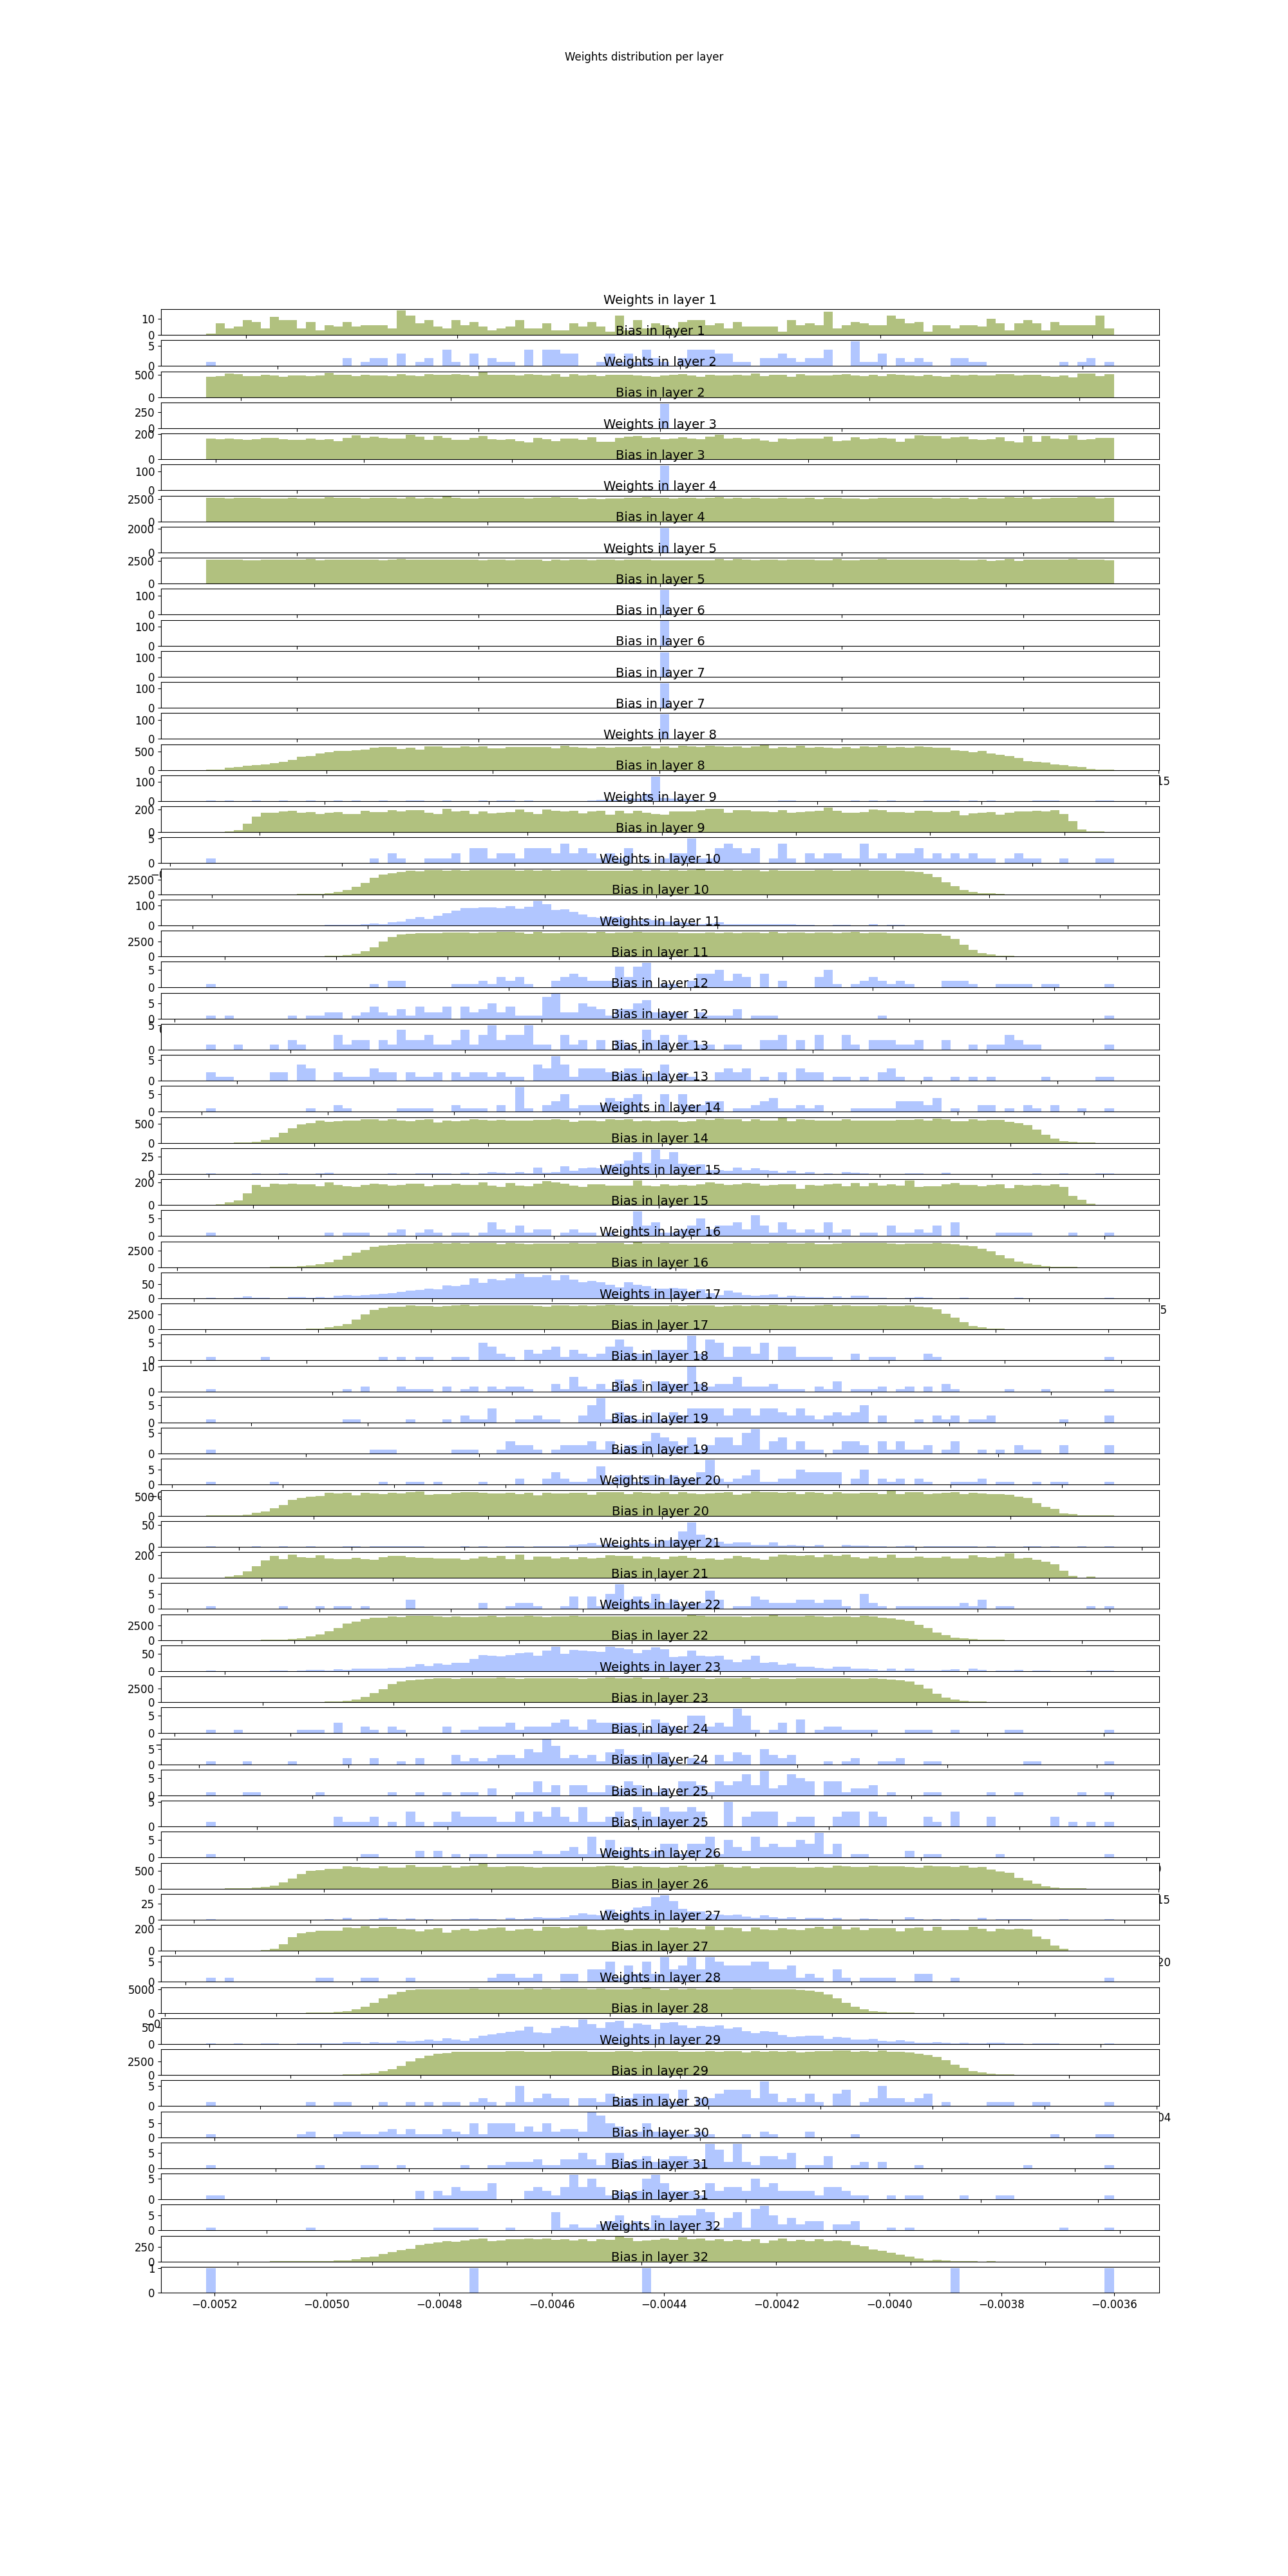 Weights distribution per layer
Weights in layer 1
10
0
Bias in layer 1
5
0
Weights in layer 2
500
0
Bias in layer 2
250
0
Weights in layer 3
200
0
Bias in layer 3
100
0
Weights in layer 4
2500
0
Bias in layer 4
2000
0
Weights in layer 5
2500
0
Bias in layer 5
100
0
Bias in layer 6
100
0
Bias in layer 6
100
0
Bias in layer 7
100
0
Bias in layer 7
100
0
Weights in layer 8
500
0
Bias in layer 8
15
100
0
Weights in layer 9
200
0
Bias in layer 9
5
0
Weights in layer 10
2500
0
Bias in layer 10
100
0
Weights in layer 11
2500
0
Bias in layer 11
5
0
Bias in layer 12
5
0
Bias in layer 12
5
0
Bias in layer 13
5
0
Bias in layer 13
5
0
Weights in layer 14
500
0
Bias in layer 14
25
0
Weights in layer 15
200
0
Bias in layer 15
5
0
Weights in layer 16
2500
0
Bias in layer 16
50
0
Weights in layer 17
5
2500
0
Bias in layer 17
5
0
Bias in layer 18
10
0
Bias in layer 18
5
0
Bias in layer 19
5
0
Bias in layer 19
5
0
Weights in layer 20
500
0
Bias in layer 20
50
0
Weights in layer 21
200
0
Bias in layer 21
5
0
Weights in layer 22
2500
0
Bias in layer 22
50
0
Weights in layer 23
2500
0
Bias in layer 23
5
0
Bias in layer 24
5
0
Bias in layer 24
5
0
Bias in layer 25
5
0
Bias in layer 25
5
0
Weights in layer 26
500
0
Bias in layer 26
15
25
0
Weights in layer 27
200
0
Bias in layer 27
20
5
0
Weights in layer 28
5000
0
Bias in layer 28
50
0
Weights in layer 29
2500
0
Bias in layer 29
5
0
Bias in layer 30
04
5
0
Bias in layer 30
5
0
Bias in layer 31
5
0
Bias in layer 31
5
0
Weights in layer 32
250
0
Bias in layer 32
1
0
−0.0052 −0.0050 −0.0048 −0.0046 −0.0044 −0.0042 −0.0040 −0.0038 −0.0036